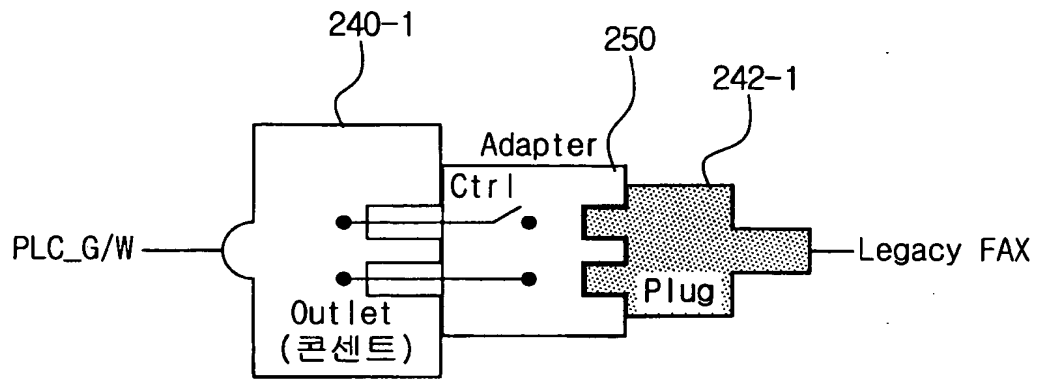 240-1
250
242-1
Adapter
Ctrl
PLC_G/W
Legacy FAX
Plug
Outlet
(콘센트)